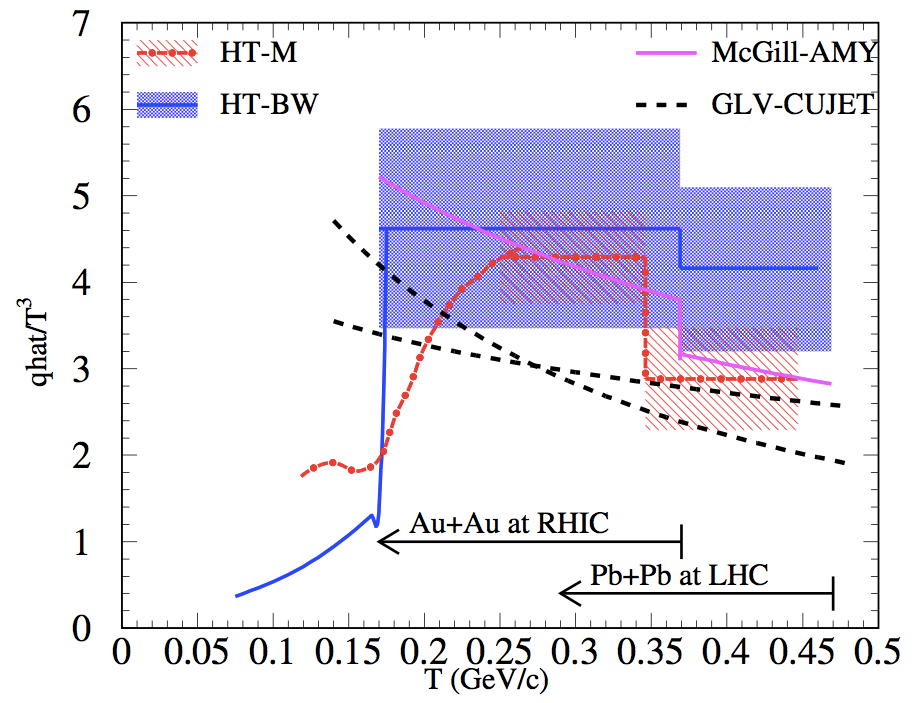 7
6
5
4
3
2
1
0
qhat/T³
HT-M
HT-BW
McGill-AMY
GLV-CUJET
Au+Au at RHIC
Pb+Pb at LHC
0 0.05 0.1 0.15 0.2 0.25 0.3 0.35 0.4 0.45 0.5
T (GeV/c)